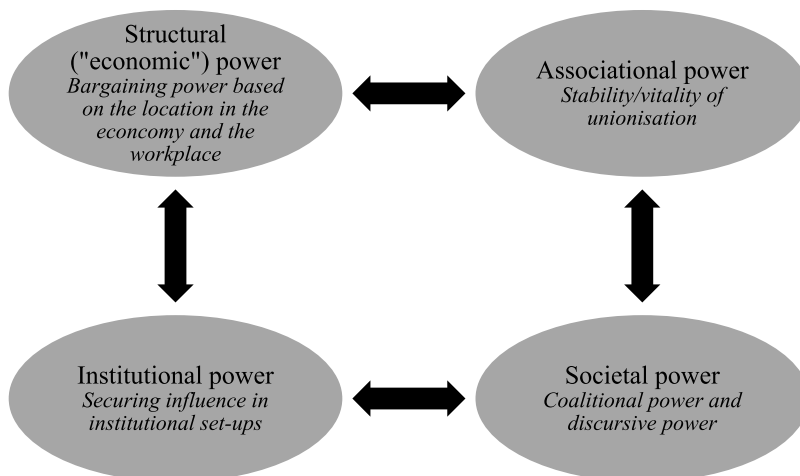 Structural
("economic") power
Bargaining power based
on the location in the
econcomy and the
workplace
Associational power
Stability/vitality of
unionisation
Institutional power
Securing influence in
institutional set-ups
Societal power
Coalitional power and
discursive power